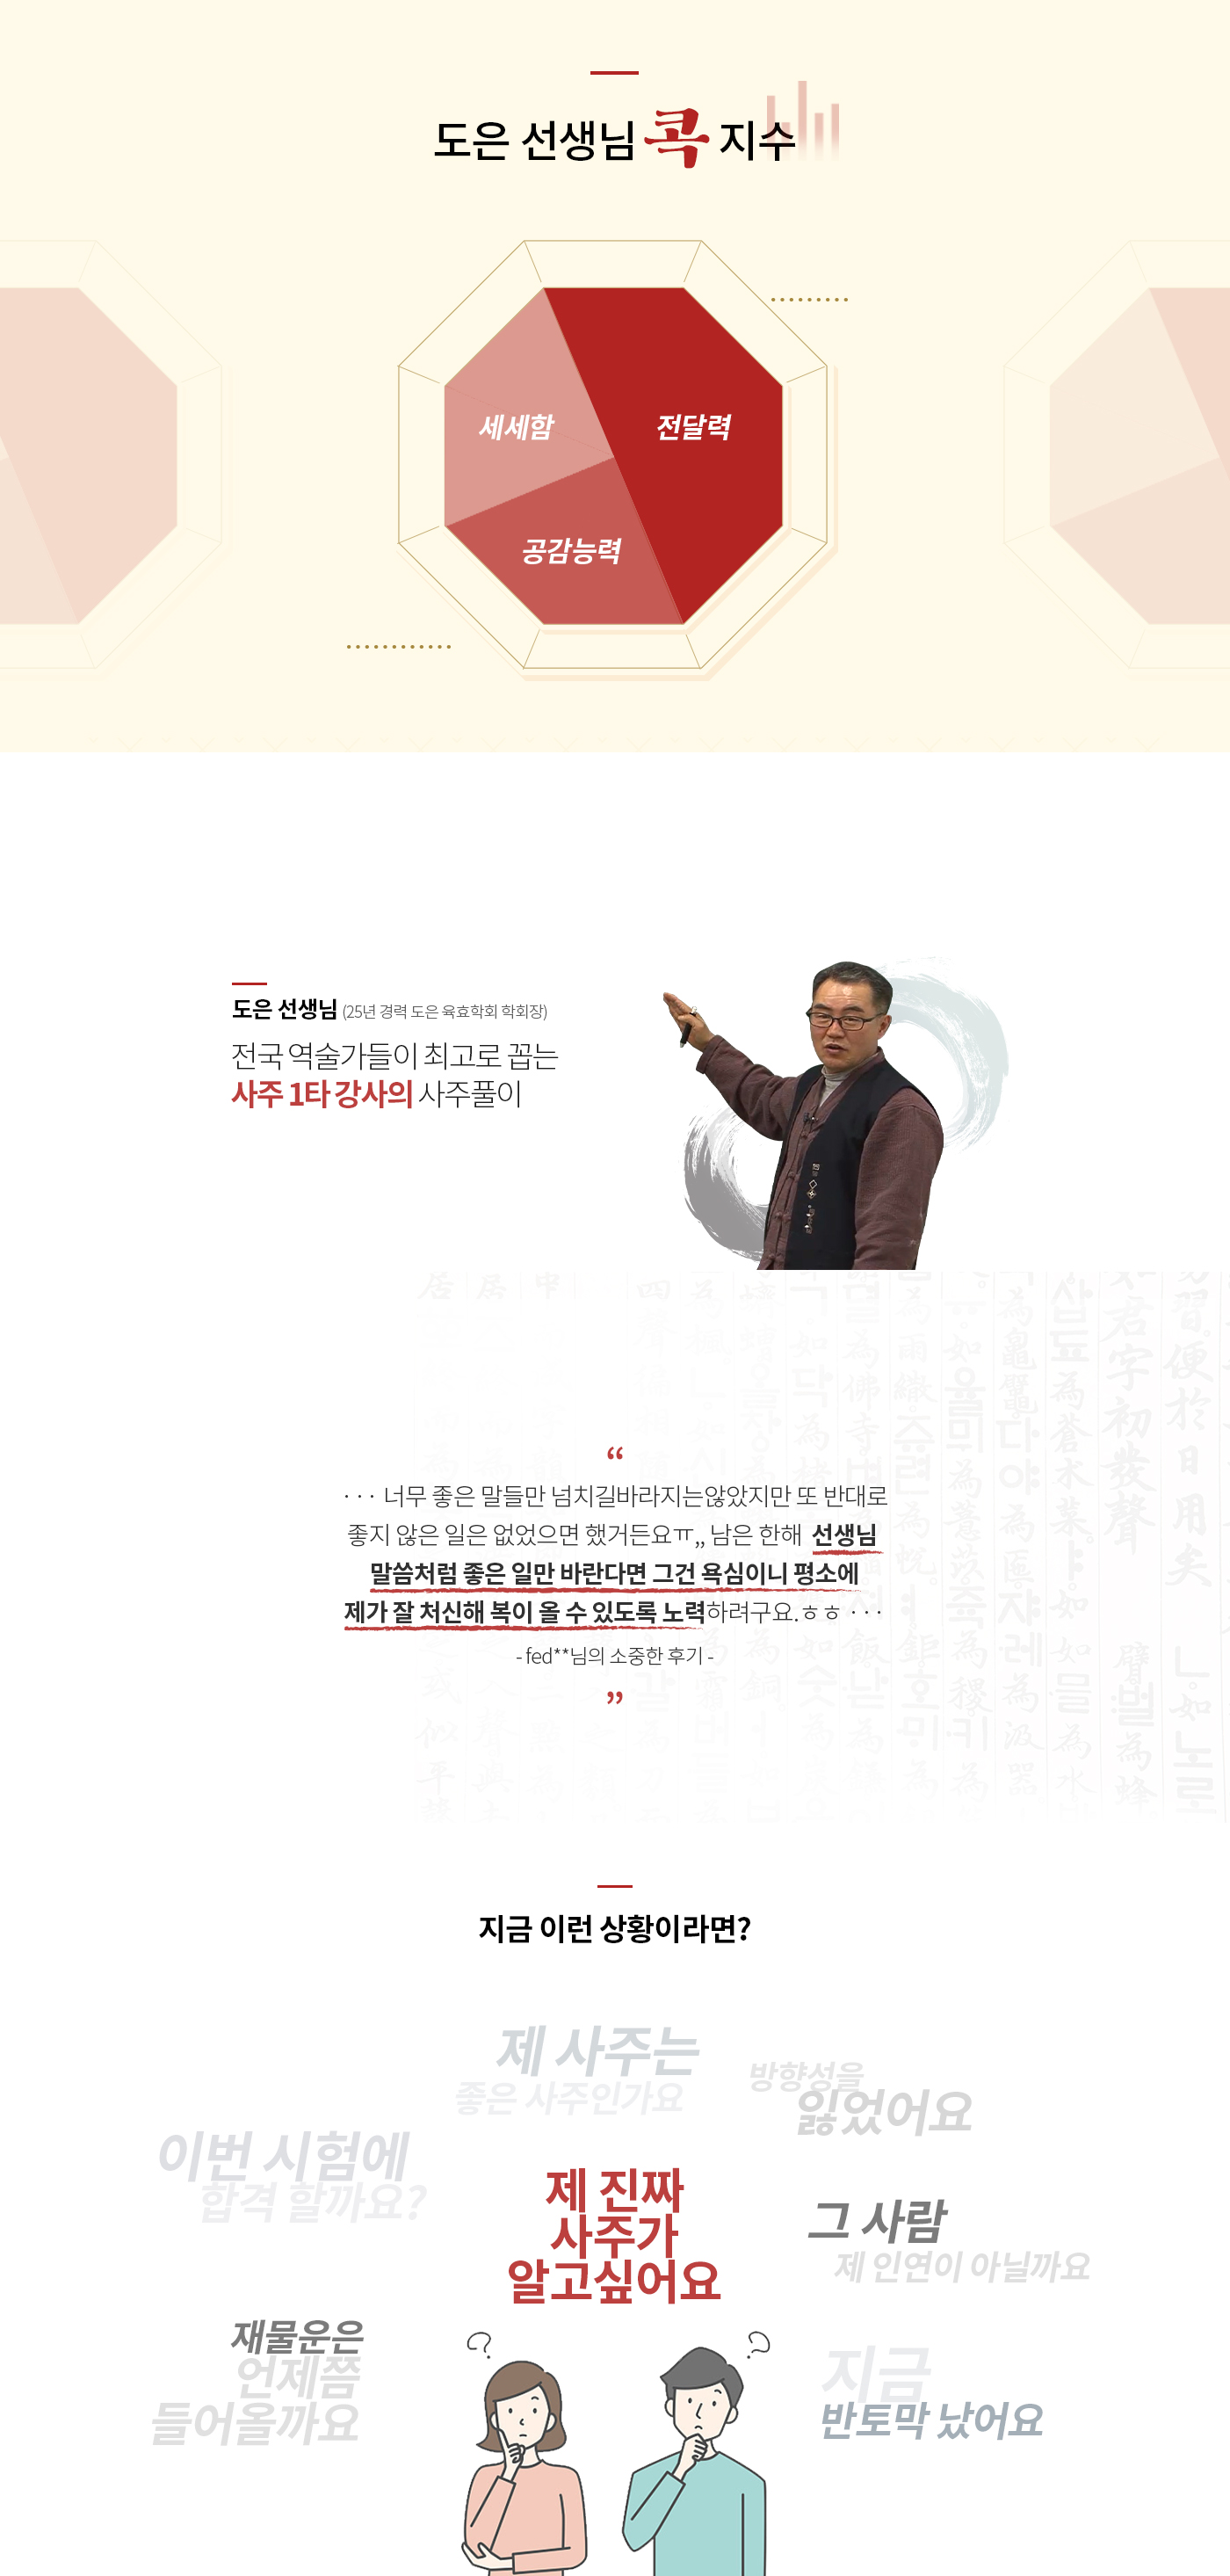 도은 선생님 콕 지수
세세함
전달력
공감능력
도은 선생님 (25년 경력 도은 육효학회 학회장)
전국 역술가들이 최고로 꼽는
사주 1타 강사의 사주풀이
“
· · · 너무 좋은 말들만 넘치길바라지는않았지만 또 반대로
좋지 않은 일은 없었으면 했거든요ㅠ,, 남은 한해 선생님
말씀처럼 좋은 일만 바란다면 그건 욕심이니 평소에
제가 잘 처신해 복이 올 수 있도록 노력하려구요.ㅎㅎ · · ·
- fed**님의 소중한 후기 -
”
지금 이런 상황이라면?
제 사주는
좋은 사주인가요
방향성을
잃었어요
이번 시험에
합격 할까요?
제 진짜
사주가
알고싶어요
그 사람
제 인연이 아닐까요
재물운은
언제쯤
들어올까요
지금
반토막 났어요